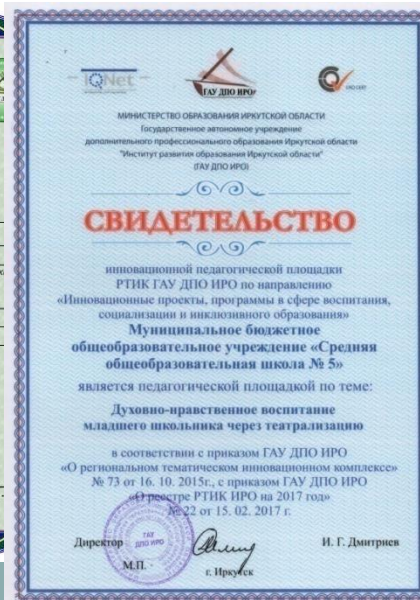 IQNet
ГАУ ДПО ИРО
МИНИСТЕРСТВО ОБРАЗОВАНИЯ ИРКУТСКОЙ ОБЛАСТИ
Государственное автономное учреждение
дополнительного профессионального образования Иркутской области
"Институт развития образования Иркутской области"
(ГАУ ДПО ИРО)
СВИДЕТЕЛЬСТВО
инновационной педагогической площадки
РТИК ГАУ ДПО ИРО по направлению
«Инновационные проекты, программы в сфере воспитания,
социализации и инклюзивного образования»
Муниципальное бюджетное
общеобразовательное учреждение «Средняя
общеобразовательная школа № 5»
является педагогической площадкой по теме:
Духовно-нравственное воспитание
младшего школьника через театрализацию
в соответствии с приказом ГАУ ДПО ИРО
«О региональном тематическом инновационном комплексе»
№ 73 от 16. 10. 2015г., с приказом ГАУ ДПО ИРО
«О реестре РТИК ИРО на 2017 год»
№ 22 от 15. 02. 2017 г.
Директор
И. Г. Дмитриев
ГАУ
ДПО ИРО
М.П.
г. Иркутск